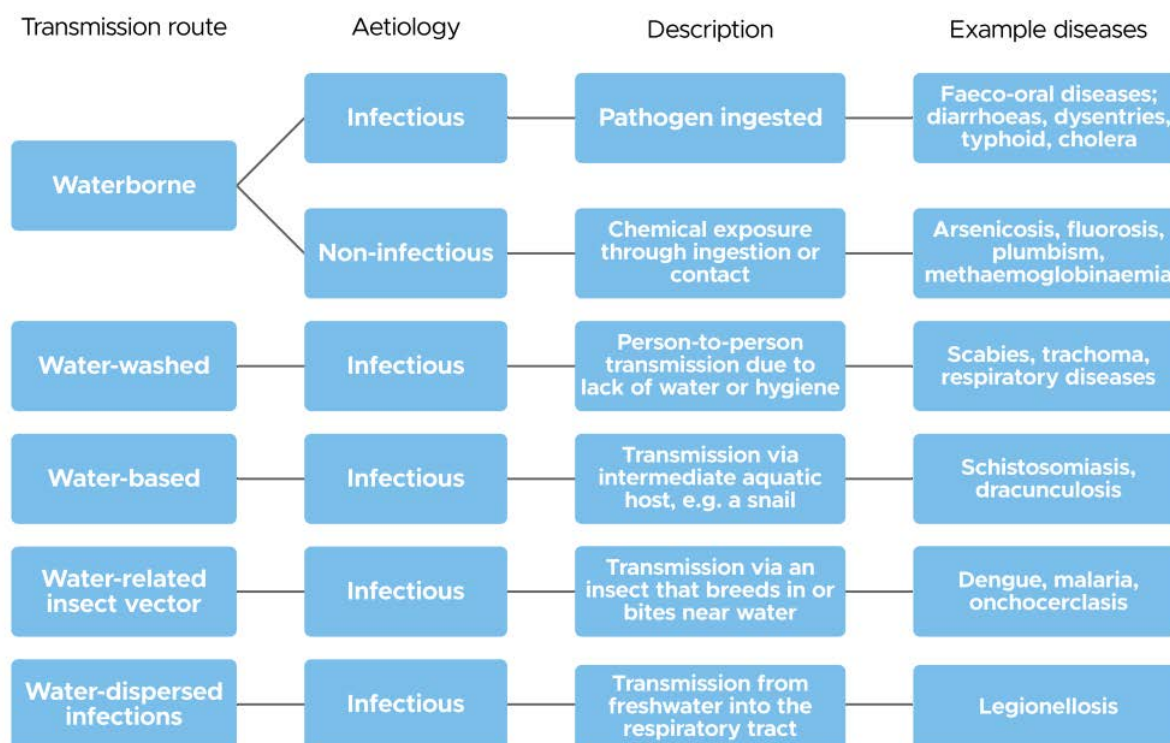 Transmission route
Aetiology
Description
Example diseases
Waterborne
Infectious
Pathogen ingested
Faeco-oral diseases;
diarrhoeas, dysentries,
typhoid, cholera
Non-infectious
Chemical exposure
through ingestion or
contact
Arsenicosis, fluorosis,
plumbism,
methaemoglobinaemia
Water-washed
Infectious
Person-to-person
transmission due to
lack of water or hygiene
Scabies, trachoma,
respiratory diseases
Water-based
Infectious
Transmission via
intermediate aquatic
host, e.g. a snail
Schistosomiasis,
dracunculosis
Water-related
insect vector
Infectious
Transmission via an
insect that breeds in or
bites near water
Dengue, malaria,
onchocerclasis
Water-dispersed
infections
Infectious
Transmission from
freshwater into the
respiratory tract
Legionellosis